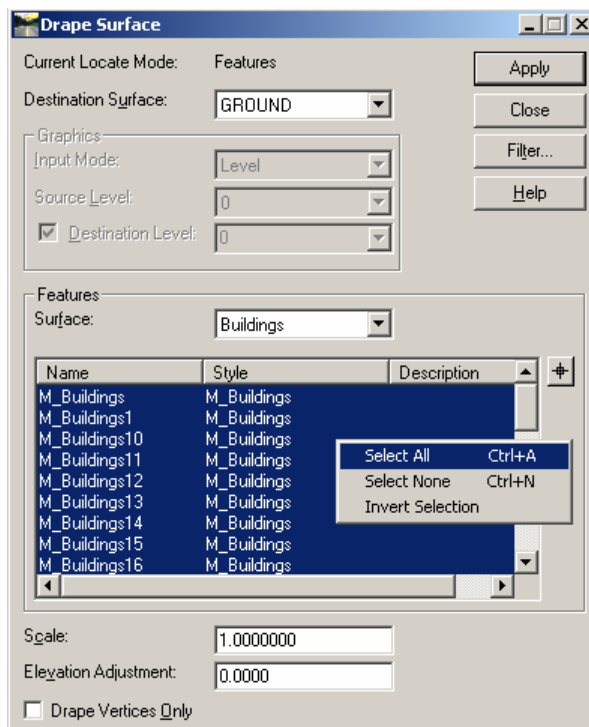 Drape Surface
Current Locate Mode: Features
Apply
Destination Surface: GROUND
Close
Graphics
Input Mode: Level
Filter...
Source Level: 0
Help
Destination Level: 0
Features
Surface: Buildings
Name Style Description
M_Buildings M_Buildings
M_Buildings1 M_Buildings
M_Buildings10 M_Buildings
M_Buildings11 M_Buildings
M_Buildings12 M_Buildings
M_Buildings13 M_Buildings
M_Buildings14 M_Buildings
M_Buildings15 M_Buildings
M_Buildings16 M_Buildings
Select All Ctrl+A
Select None Ctrl+N
Invert Selection
Scale: 1.0000000
Elevation Adjustment: 0.0000
Drape Vertices Only